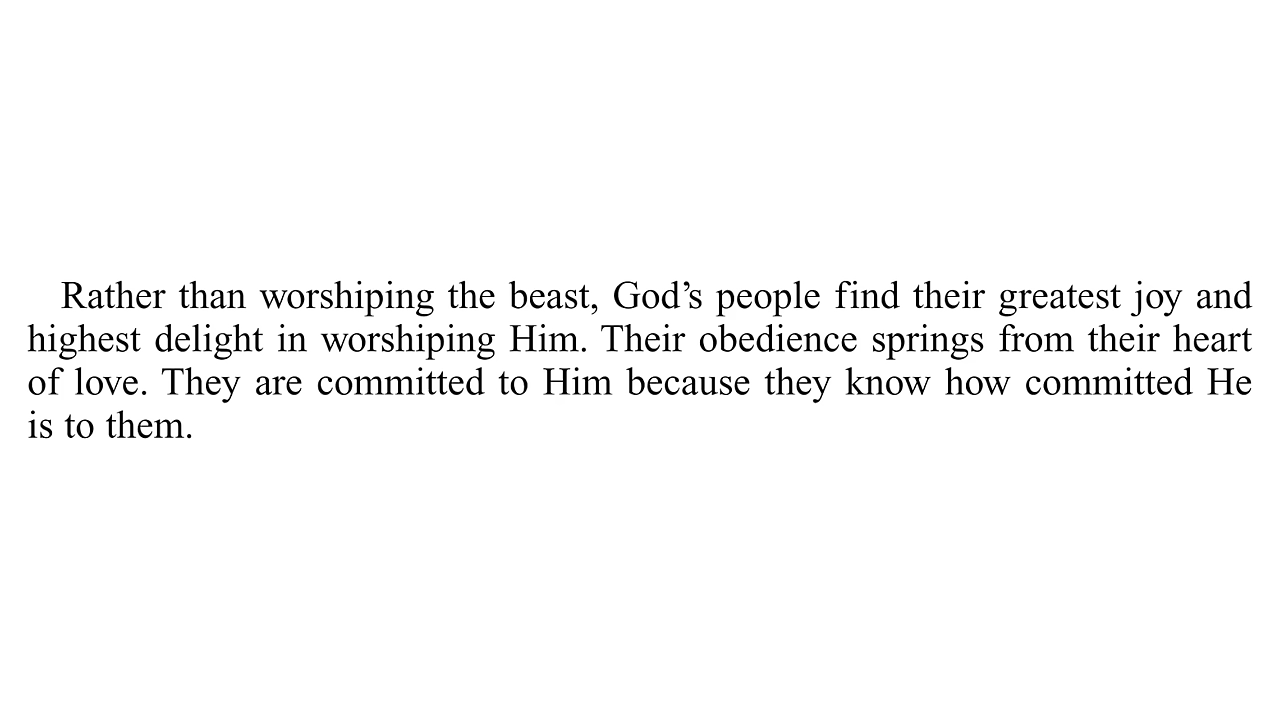 Rather than worshiping the beast, God’s people find their greatest joy and
highest delight in worshiping Him. Their obedience springs from their heart
of love. They are committed to Him because they know how committed He
is to them.